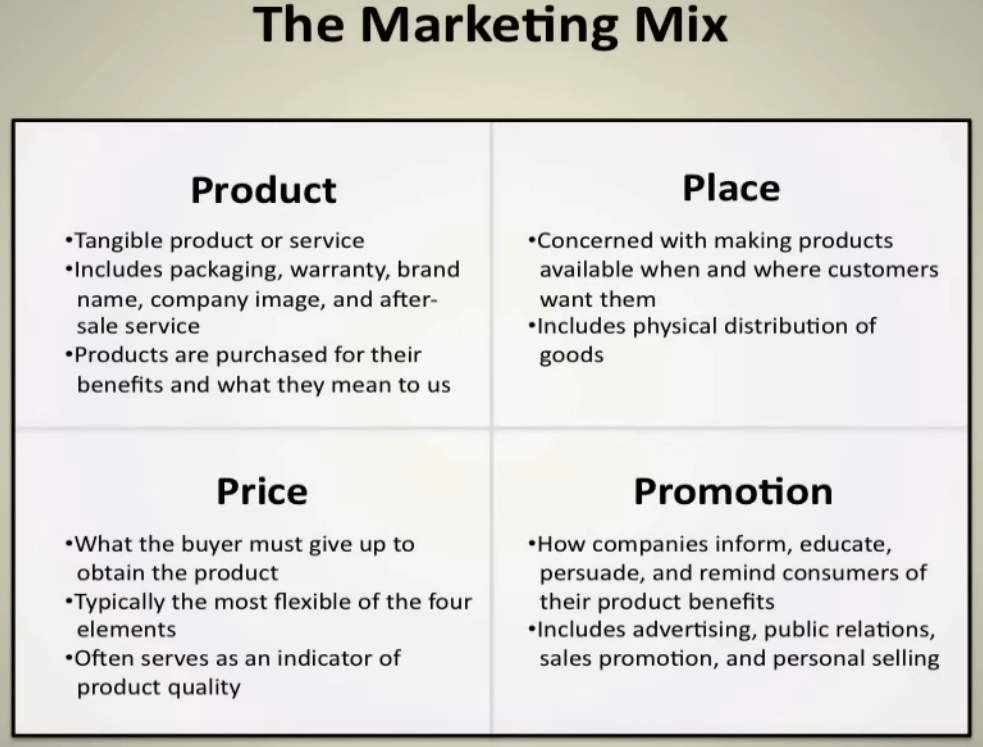 The Marketing Mix
Product
•Tangible product or service
•Includes packaging, warranty, brand
name, company image, and after-
sale service
•Products are purchased for their
benefits and what they mean to us
Place
•Concerned with making products
available when and where customers
want them
•Includes physical distribution of
goods
Price
•What the buyer must give up to
obtain the product
•Typically the most flexible of the four
elements
•Often serves as an indicator of
product quality
Promotion
•How companies inform, educate,
persuade, and remind consumers of
their product benefits
•Includes advertising, public relations,
sales promotion, and personal selling